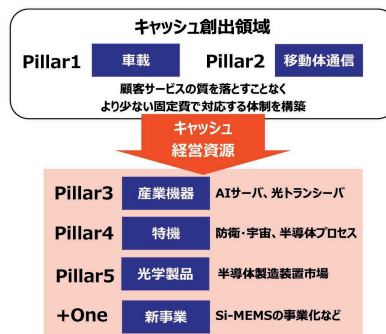 キャッシュ創出領域
Pillar1 車載 Pillar2 移動体通信
顧客サービスの質を落とすことなく
より少ない固定費で対応する体制を構築
キャッシュ
経営資源
Pillar3 産業機器 AIサーバ、光トランシーバ
Pillar4 特機 防衛・宇宙、半導体プロセス
Pillar5 光学製品 半導体製造装置市場
+One 新事業 Si-MEMSの事業化など